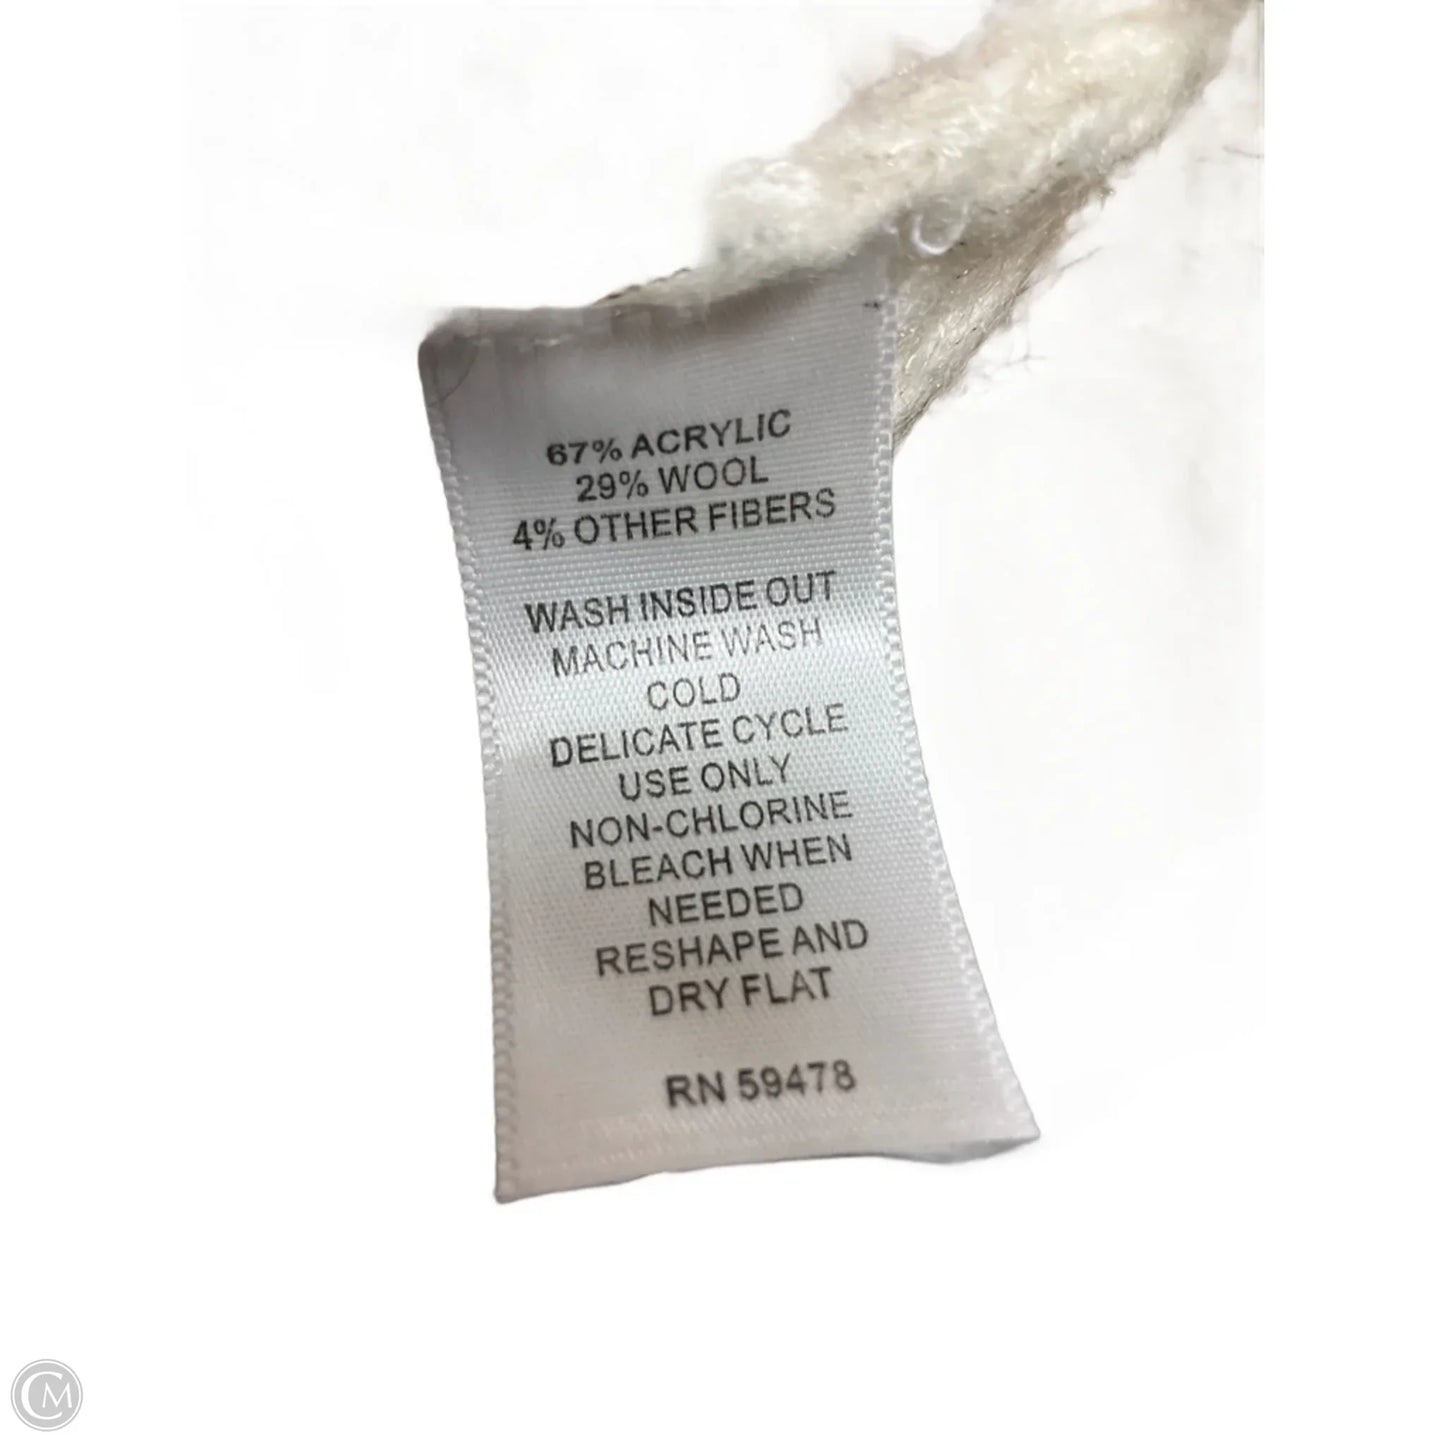 67% ACRYLIC
29% WOOL
4% OTHER FIBERS
WASH INSIDE OUT
MACHINE WASH
COLD
DELICATE CYCLE
USE ONLY
NON-CHLORINE
BLEACH WHEN
NEEDED
RESHAPE AND
DRY FLAT
RN 59478
CM